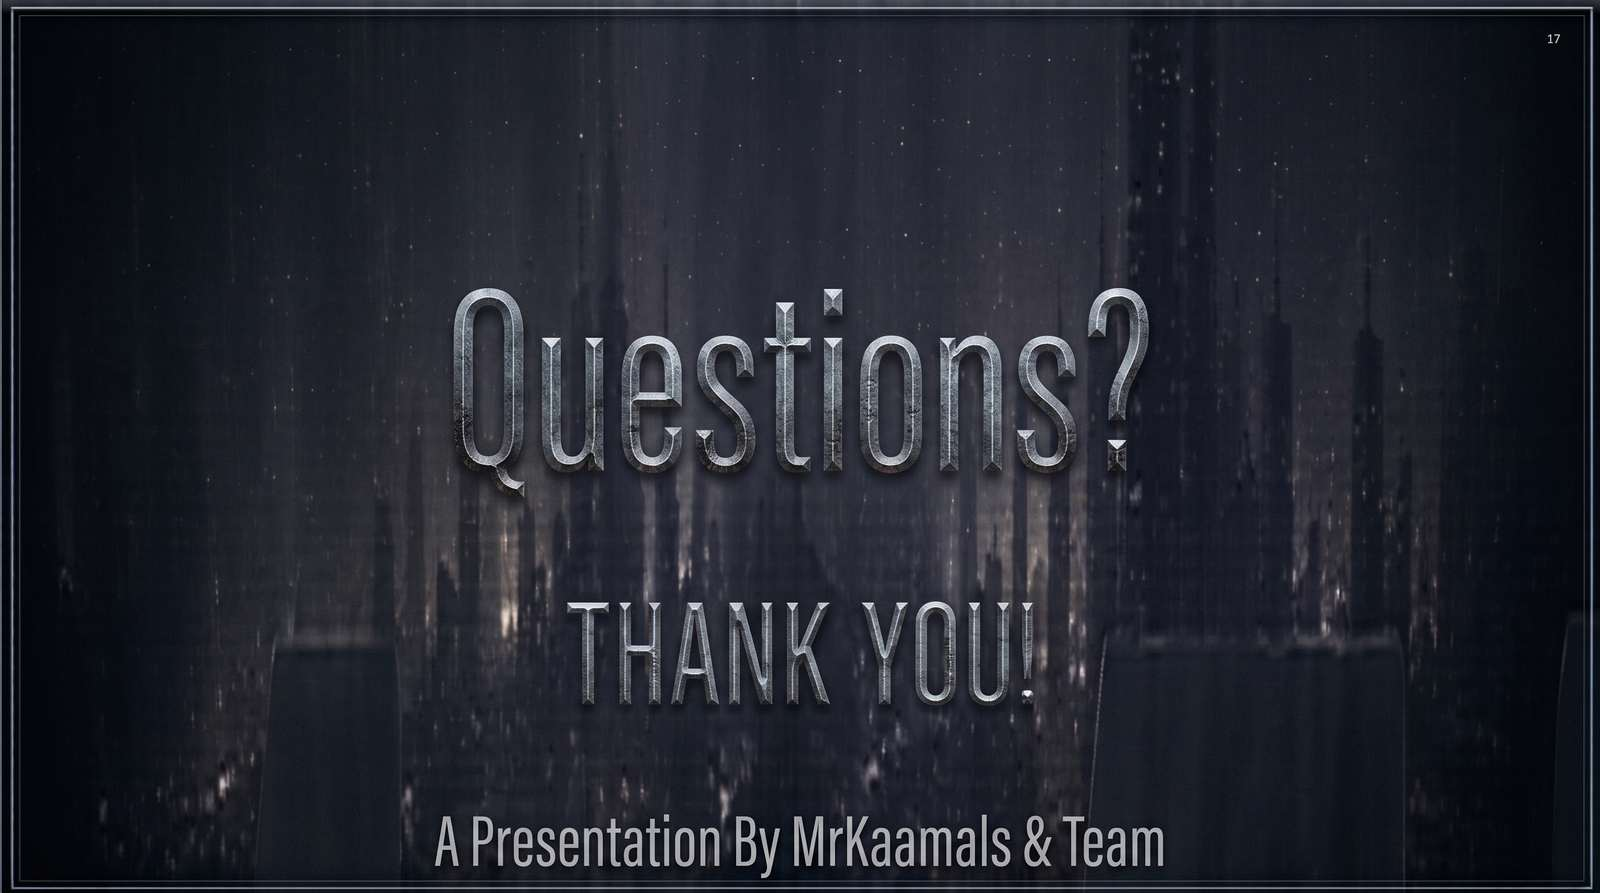 17
Questions?
THANK YOU!
A Presentation By MrKaamals & Team